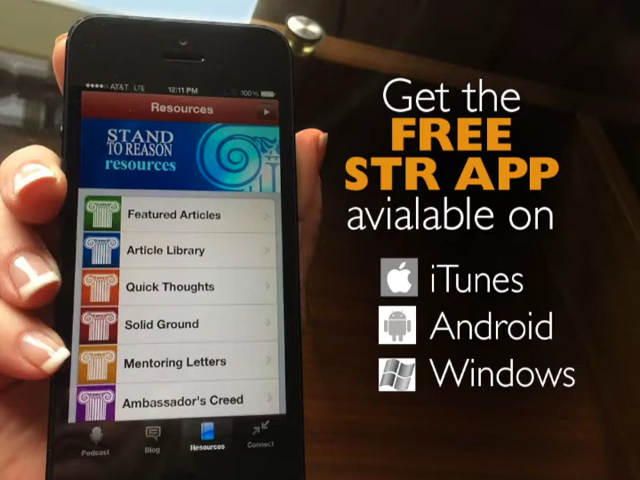 AT&T LTE 12:11 PM 100%
Resources
STAND
TO REASON
resources
Featured Articles
Article Library
Quick Thoughts
Solid Ground
Mentoring Letters
Ambassador's Creed
Podcast Blog Resources Connect
Get the
FREE
STR APP
avialable on
iTunes
Android
Windows